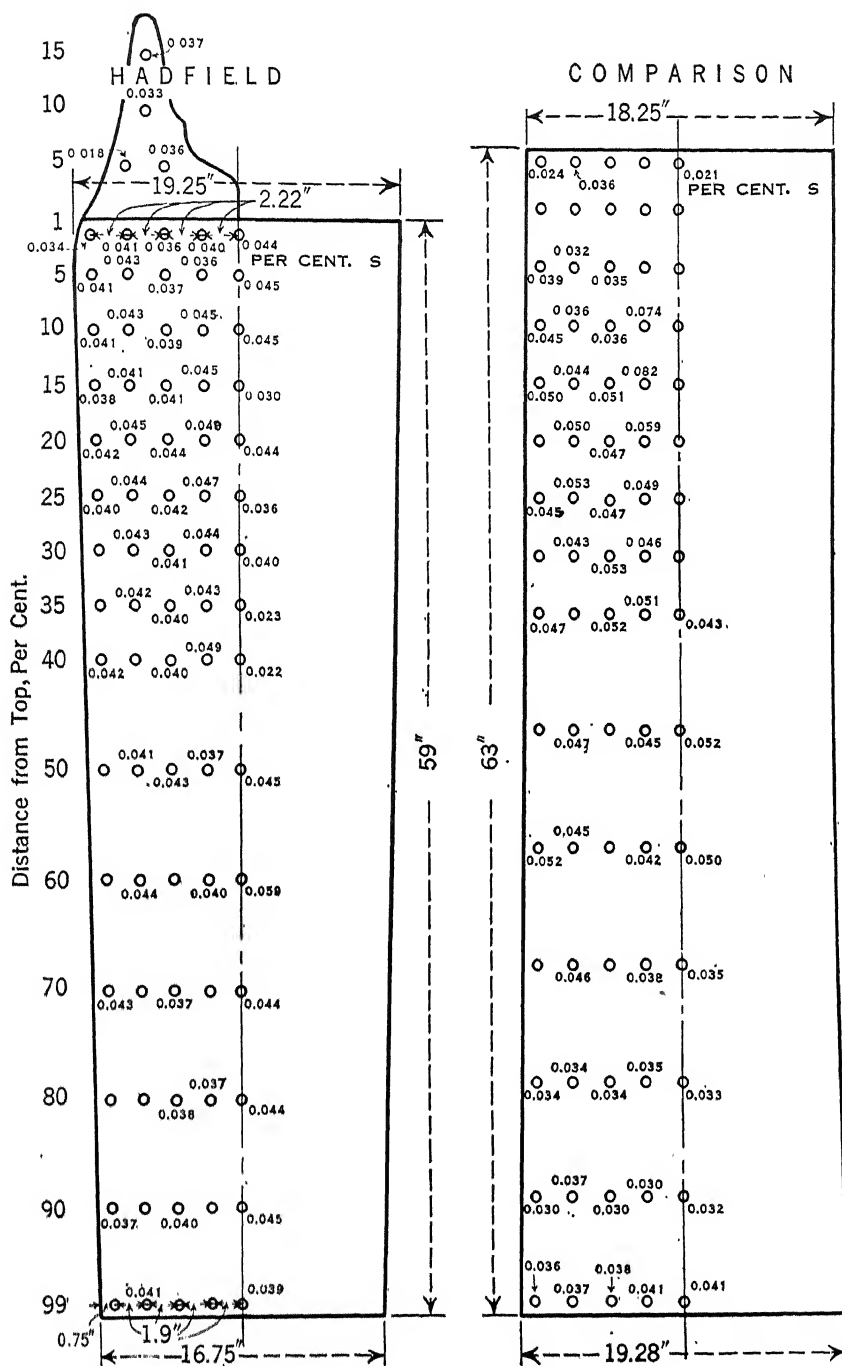 15 0 037
HADFIELD COMPARISON
0.033
10 18.25"
0 018 0 036
5 0.024 0.036 0.021
19.25" PER CENT. S
2.22"
1
0.034 0 041 0 036 0 040 0 044
0.043 0 036 PER CENT. S 0.032
5 0.041 0.037 0 045 0.039 0.035
0.043 0.045 0.036 0.074
10 0.041 0.039 0.045 0.045 0.036
0.041 0.045 0.044 0.082
15 0.038 0.041 0.030 0.050 0.051
0.045 0.049 0.050 0.059
20 0.042 0.044 0.044 0.047
0.044 0.047 0.053 0.049
25 0.040 0.042 0.036 0.045 0.047
0.043 0.044 0.043 0 046
30 0.041 0.040 0.053
0.042 0.043 0.051
35 0.040 0.023 0.047 0.052 0.043
0.049
40 0.042 0.040 0.022
Distance from Top, Per Cent.
0.041 0.037 0.047 0.045 0.052
50 0.043 0.045
59" 63"
0.045
60 0.044 0.040 0.059 0.052 0.042 0.050
70 0.043 0.037 0.044 0.046 0.038 0.035
0.037 0.034 0.035
80 0.038 0.044 0.034 0.034 0.033
0.037 0.030
90 0.037 0.040 0.045 0.030 0.030 0.032
0.041 0.039 0.036 0.038
99 0.037 0.041 0.041
0.75" 1.9"
16.75" 19.28"